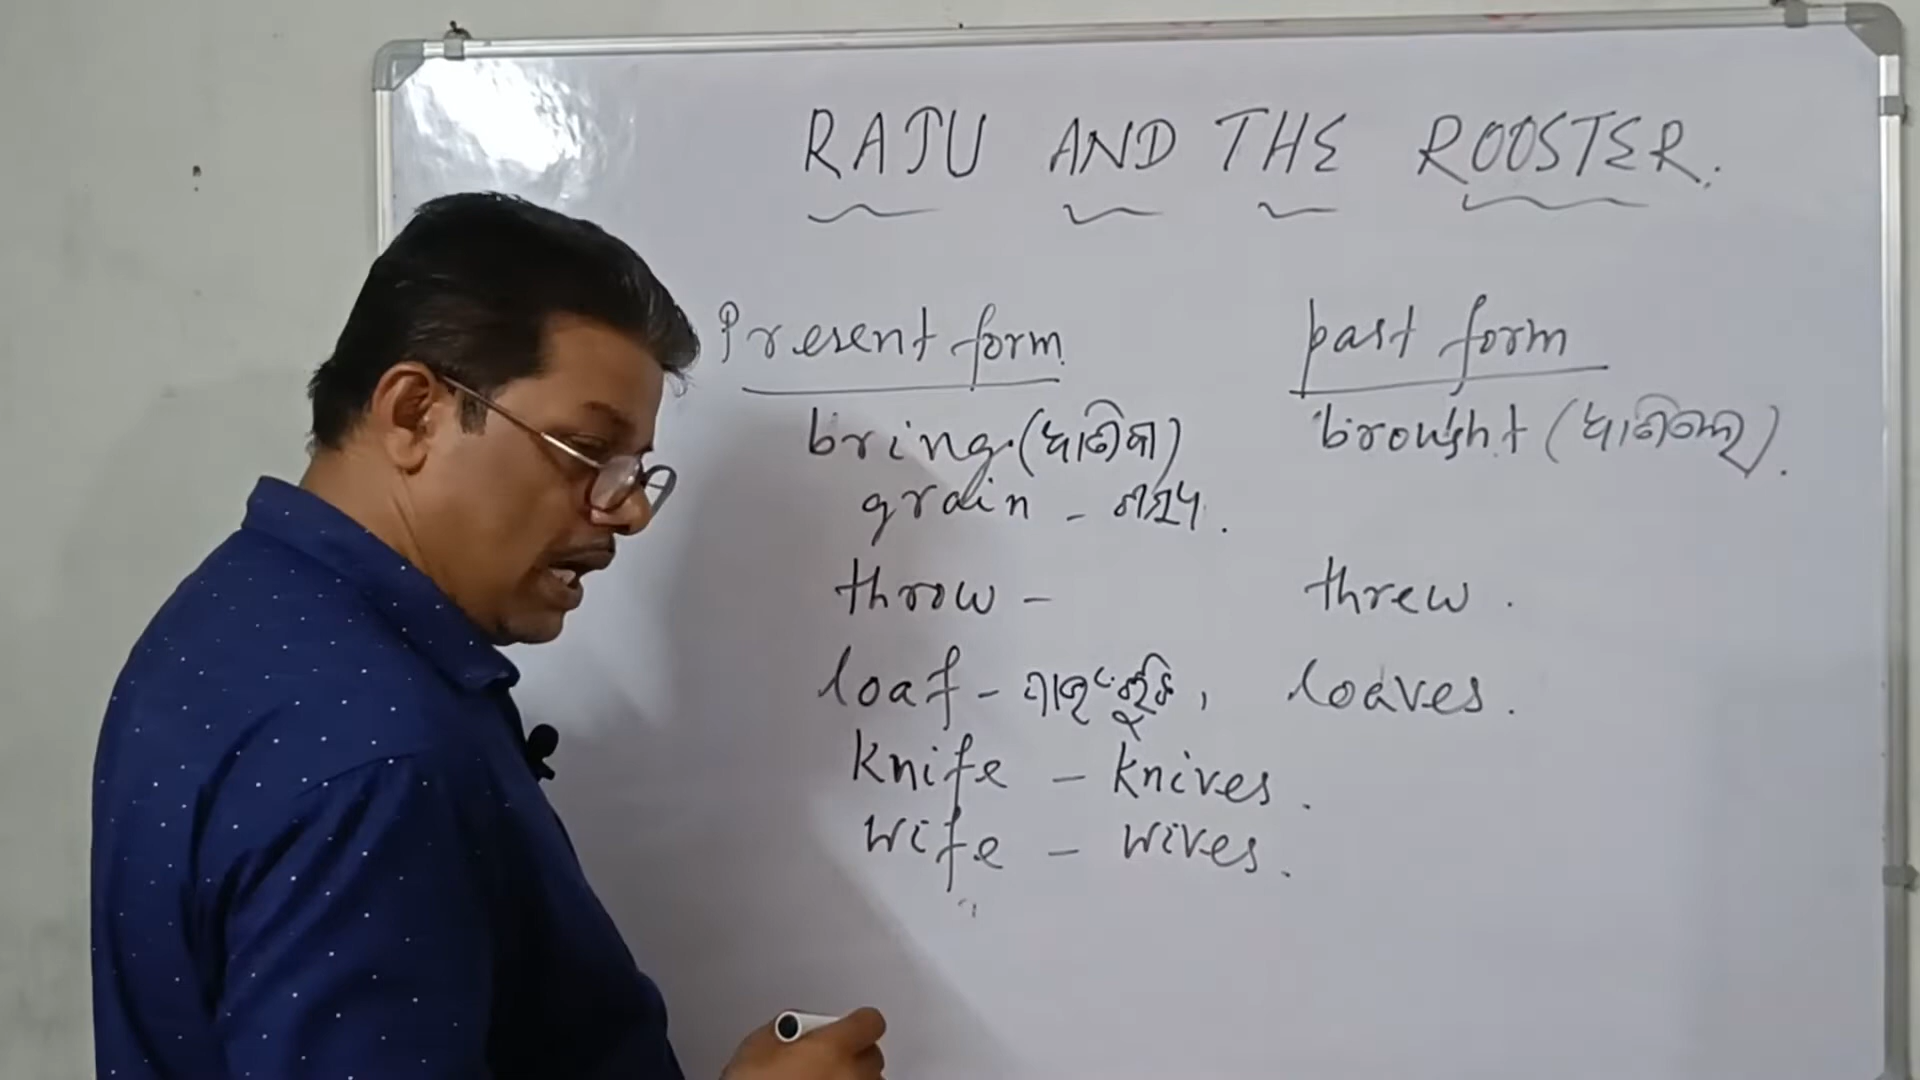 RAJU AND THE ROOSTER.
Present form past form
bring (ଆଣିବା) brought (ଆଣିଲେ).
grain - ଶସ୍ୟ.
throw - threw.
loaf - ପାଉଁରୁଟି, loaves.
knife - knives.
wife - wives.